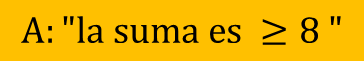 A: "la suma es ≥ 8 "